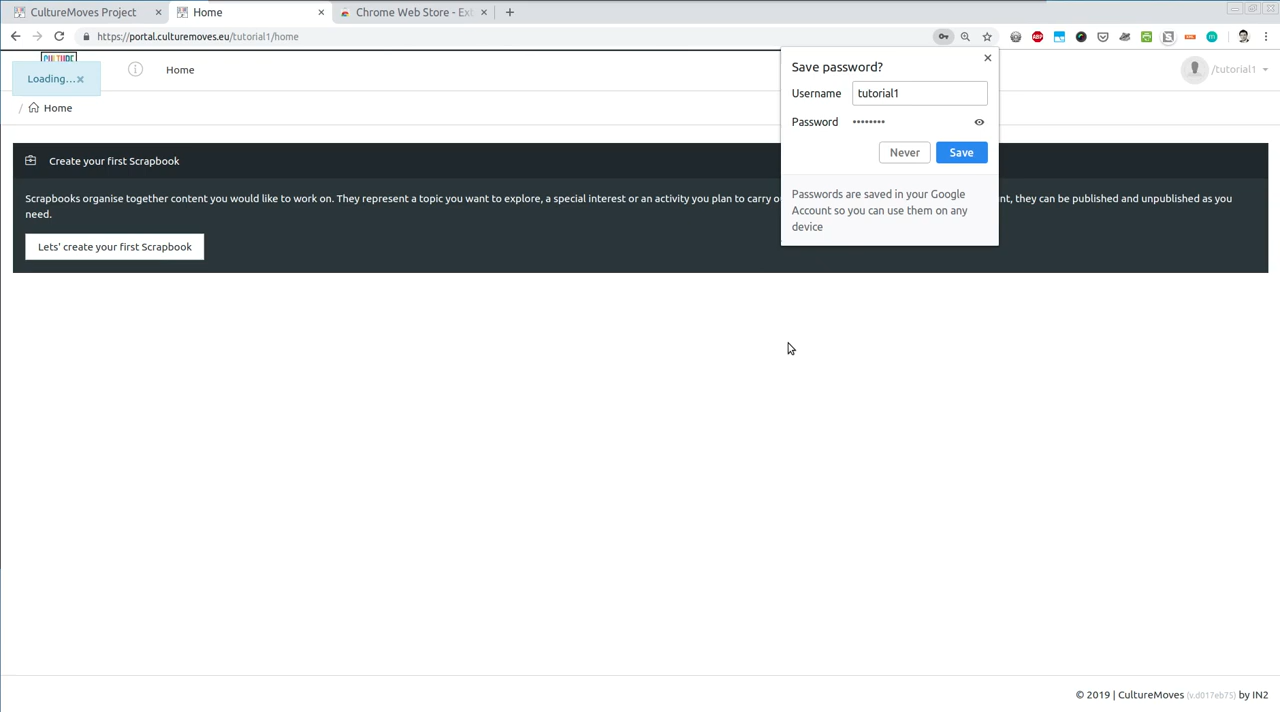 CultureMoves Project
Home
Chrome Web Store - Ex
https://portal.culturemoves.eu/tutorial1/home
CULTURE
Loading...
Home
/tutorial1
/ Home
Save password?
Username tutorial1
Password ••••••••
Never Save
Passwords are saved in your Google
Account so you can use them on any
device
Create your first Scrapbook
Scrapbooks organise together content you would like to work on. They represent a topic you want to explore, a special interest or an activity you plan to carry nt, they can be published and unpublished as you
need.
Lets' create your first Scrapbook
© 2019 | CultureMoves (v.d017eb75) by IN2